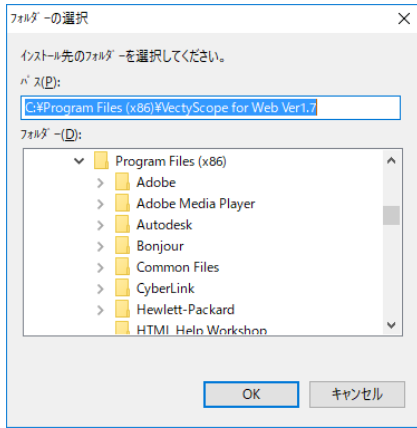 ﾌｫﾙﾀﾞｰの選択
ｲﾝｽﾄｰﾙ先のﾌｫﾙﾀﾞｰを選択してください。
ﾊﾟｽ(P):
C:¥Program Files (x86)¥VectyScope for Web Ver1.7
ﾌｫﾙﾀﾞｰ(D):
Program Files (x86)
Adobe
Adobe Media Player
Autodesk
Bonjour
Common Files
CyberLink
Hewlett-Packard
HTML Help Workshop
OK
ｷｬﾝｾﾙ